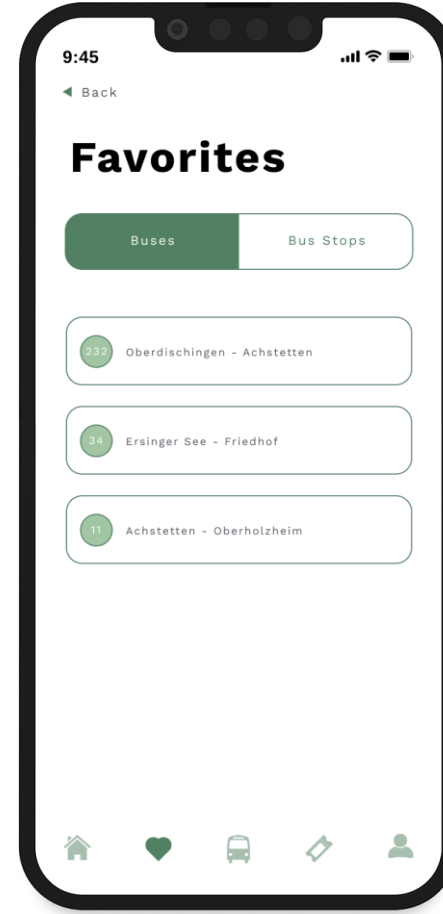 9:45
Back
Favorites
Buses
Bus Stops
232
Oberdischingen - Achstetten
34
Ersinger See - Friedhof
11
Achstetten - Oberholzheim